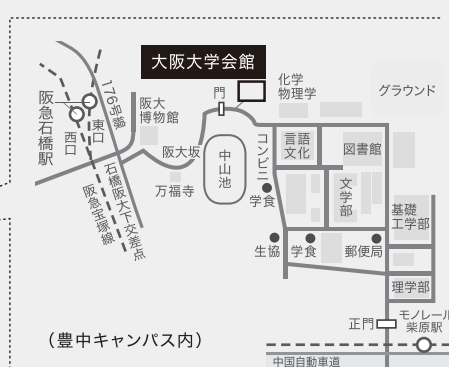 大阪大学会館
門
化学
物理学
グラウンド
176号線
阪急石橋駅
東口
西口
阪大
博物館
阪大坂
万福寺
中山池
コンビニ
言語
文化
図書館
学食
文学部
基礎
工学部
石橋阪大下交差点
阪急宝塚線
生協
学食
郵便局
理学部
正門
モノレール
柴原駅
(豊中キャンパス内)
中国自動車道